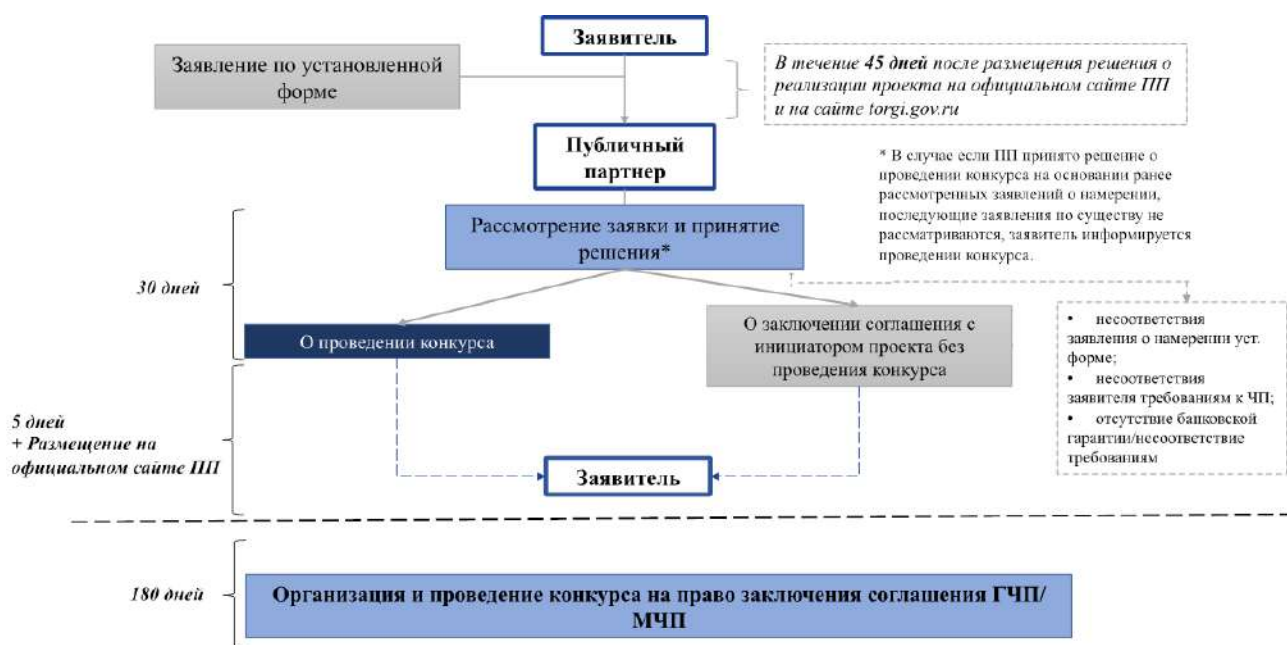 Заявитель
Заявление по установленной
форме
В течение 45 дней после размещения решения о
реализации проекта на официальном сайте ПП
и на сайте torgi.gov.ru
Публичный
партнер
* В случае если ПП принято решение о
проведении конкурса на основании ранее
рассмотренных заявлений о намерении,
последующие заявления по существу не
рассматриваются, заявитель информируется
проведении конкурса.
Рассмотрение заявки и принятие
решения*
30 дней
О проведении конкурса
О заключении соглашения с
инициатором проекта без
проведения конкурса
• несоответствия
заявления о намерении уст.
форме;
• несоответствия
заявителя требованиям к ЧП;
• отсутствие банковской
гарантии/несоответствие
требованиям
5 дней
+ Размещение на
официальном сайте ПП
Заявитель
180 дней
Организация и проведение конкурса на право заключения соглашения ГЧП/
МЧП